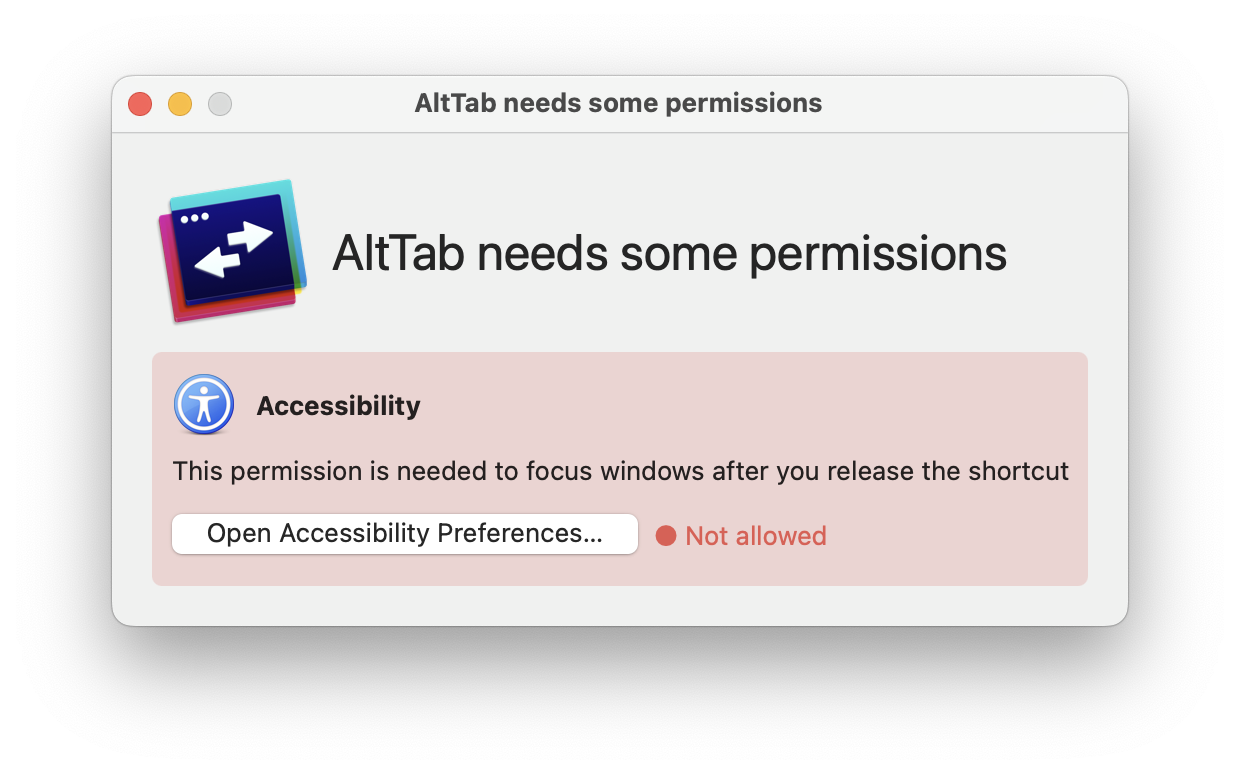 AltTab needs some permissions
AltTab needs some permissions
Accessibility
This permission is needed to focus windows after you release the shortcut
Open Accessibility Preferences...
Not allowed